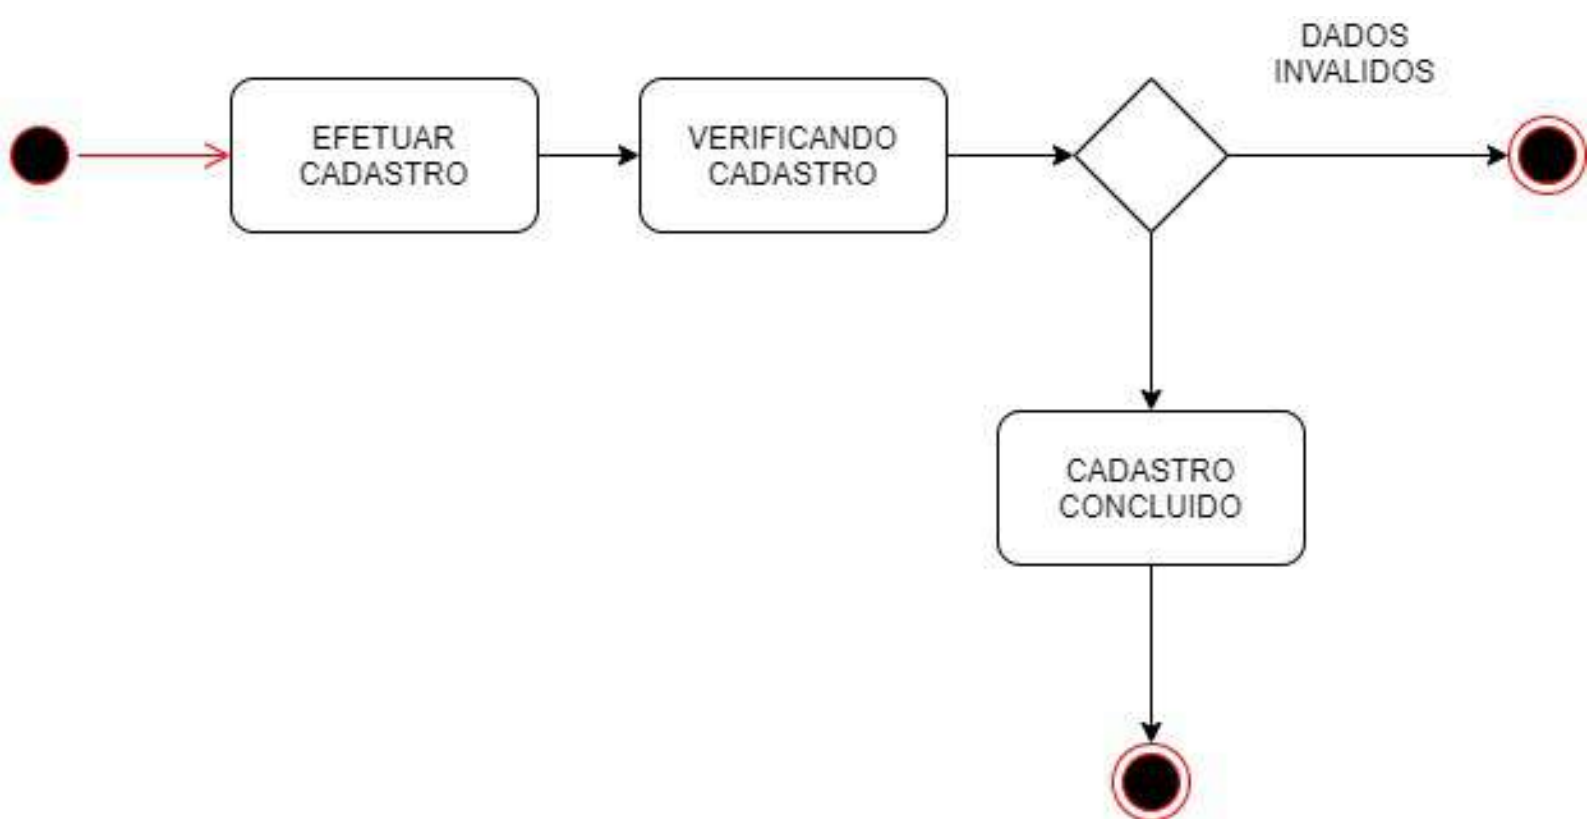 DADOS
INVALIDOS
EFETUAR
CADASTRO
VERIFICANDO
CADASTRO
CADASTRO
CONCLUIDO